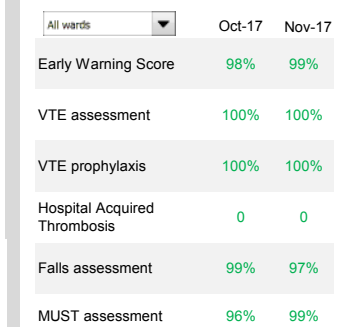 All wards Oct-17 Nov-17
Early Warning Score 98% 99%
VTE assessment 100% 100%
VTE prophylaxis 100% 100%
Hospital Acquired
Thrombosis 0 0
Falls assessment 99% 97%
MUST assessment 96% 99%